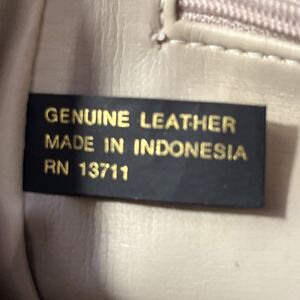 GENUINE LEATHER
MADE IN INDONESIA
RN 13711